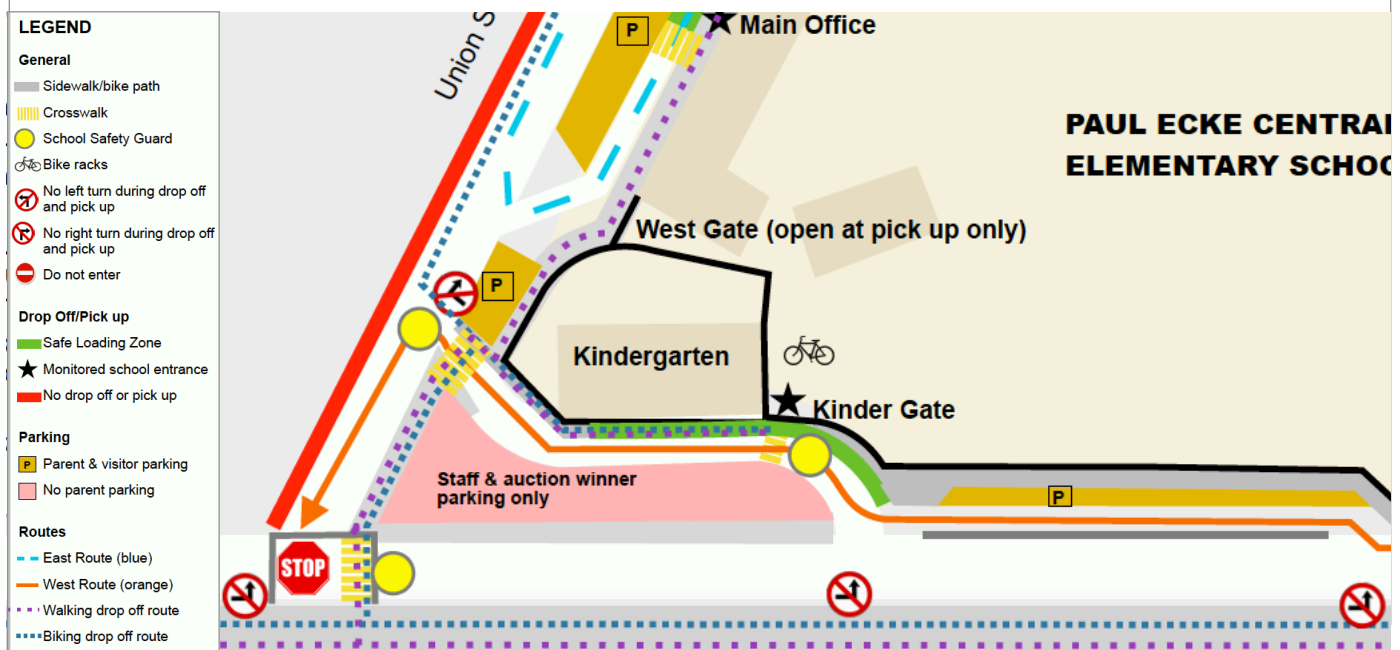 LEGEND
General
Sidewalk/bike path
Crosswalk
School Safety Guard
Bike racks
No left turn during drop off
and pick up
No right turn during drop off
and pick up
Do not enter
Drop Off/Pick up
Safe Loading Zone
Monitored school entrance
No drop off or pick up
Parking
P
Parent & visitor parking
No parent parking
Routes
East Route (blue)
West Route (orange)
Walking drop off route
Biking drop off route
Union S
P
Main Office
PAUL ECKE CENTRAL
ELEMENTARY SCHOO
West Gate (open at pick up only)
P
Kindergarten
Kinder Gate
Staff & auction winner
parking only
P
STOP